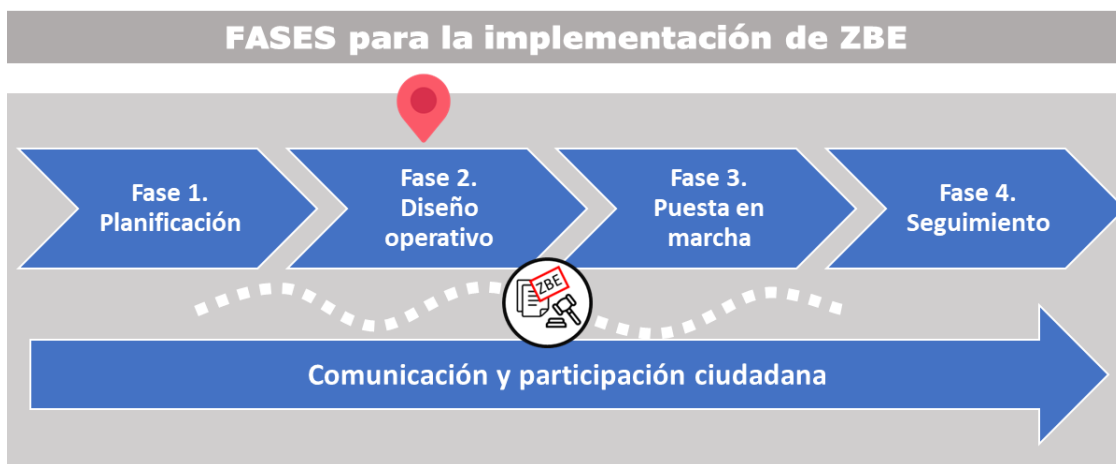 FASES para la implementación de ZBE
Fase 1.
Planificación
Fase 2.
Diseño
operativo
Fase 3.
Puesta en
marcha
Fase 4.
Seguimiento
ZBE
Comunicación y participación ciudadana